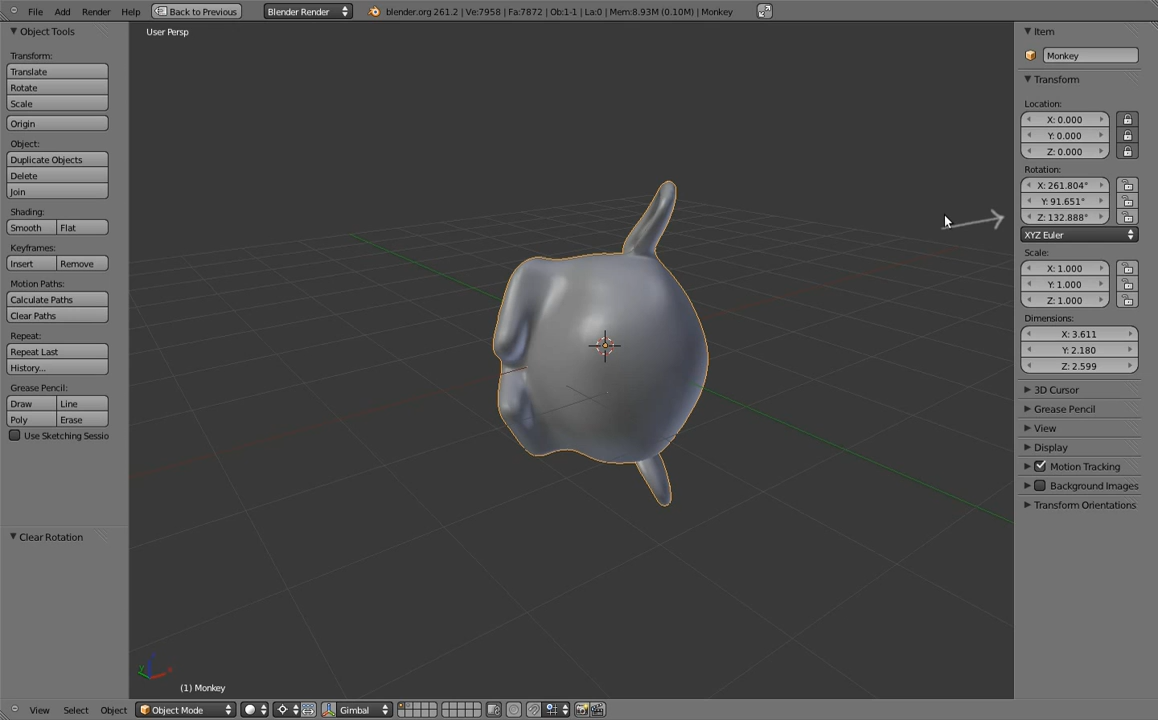 File Add Render Help Back to Previous Blender Render blender.org 261.2 | Ve:7958 | Fa:7872 | Ob:1-1 | La:0 | Mem:8.93M (0.10M) | Monkey
Object Tools
Transform:
Translate
Rotate
Scale
Origin
Object:
Duplicate Objects
Delete
Join
Shading:
Smooth Flat
Keyframes:
Insert Remove
Motion Paths:
Calculate Paths
Clear Paths
Repeat:
Repeat Last
History...
Grease Pencil:
Draw Line
Poly Erase
Use Sketching Sessio
Clear Rotation
User Persp
(1) Monkey
Item
Monkey
Transform
Location:
X: 0.000
Y: 0.000
Z: 0.000
Rotation:
X: 261.804°
Y: 91.651°
Z: 132.888°
XYZ Euler
Scale:
X: 1.000
Y: 1.000
Z: 1.000
Dimensions:
X: 3.611
Y: 2.180
Z: 2.599
3D Cursor
Grease Pencil
View
Display
Motion Tracking
Background Images
Transform Orientations
View Select Object Object Mode Gimbal